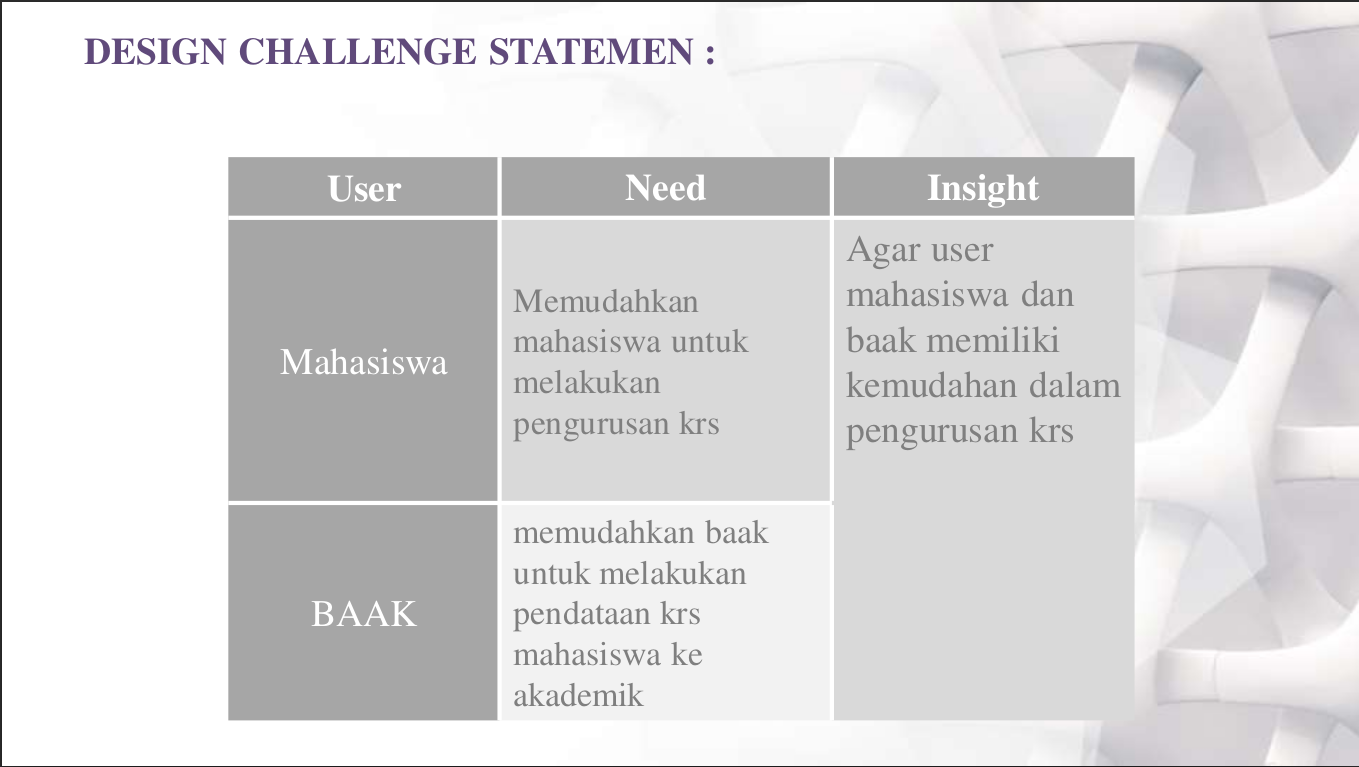 DESIGN CHALLENGE STATEMEN :
User
Need
Insight
Mahasiswa
Memudahkan
mahasiswa untuk
melakukan
pengurusan krs
Agar user
mahasiswa dan
baak memiliki
kemudahan dalam
pengurusan krs
BAAK
memudahkan baak
untuk melakukan
pendataan krs
mahasiswa ke
akademik